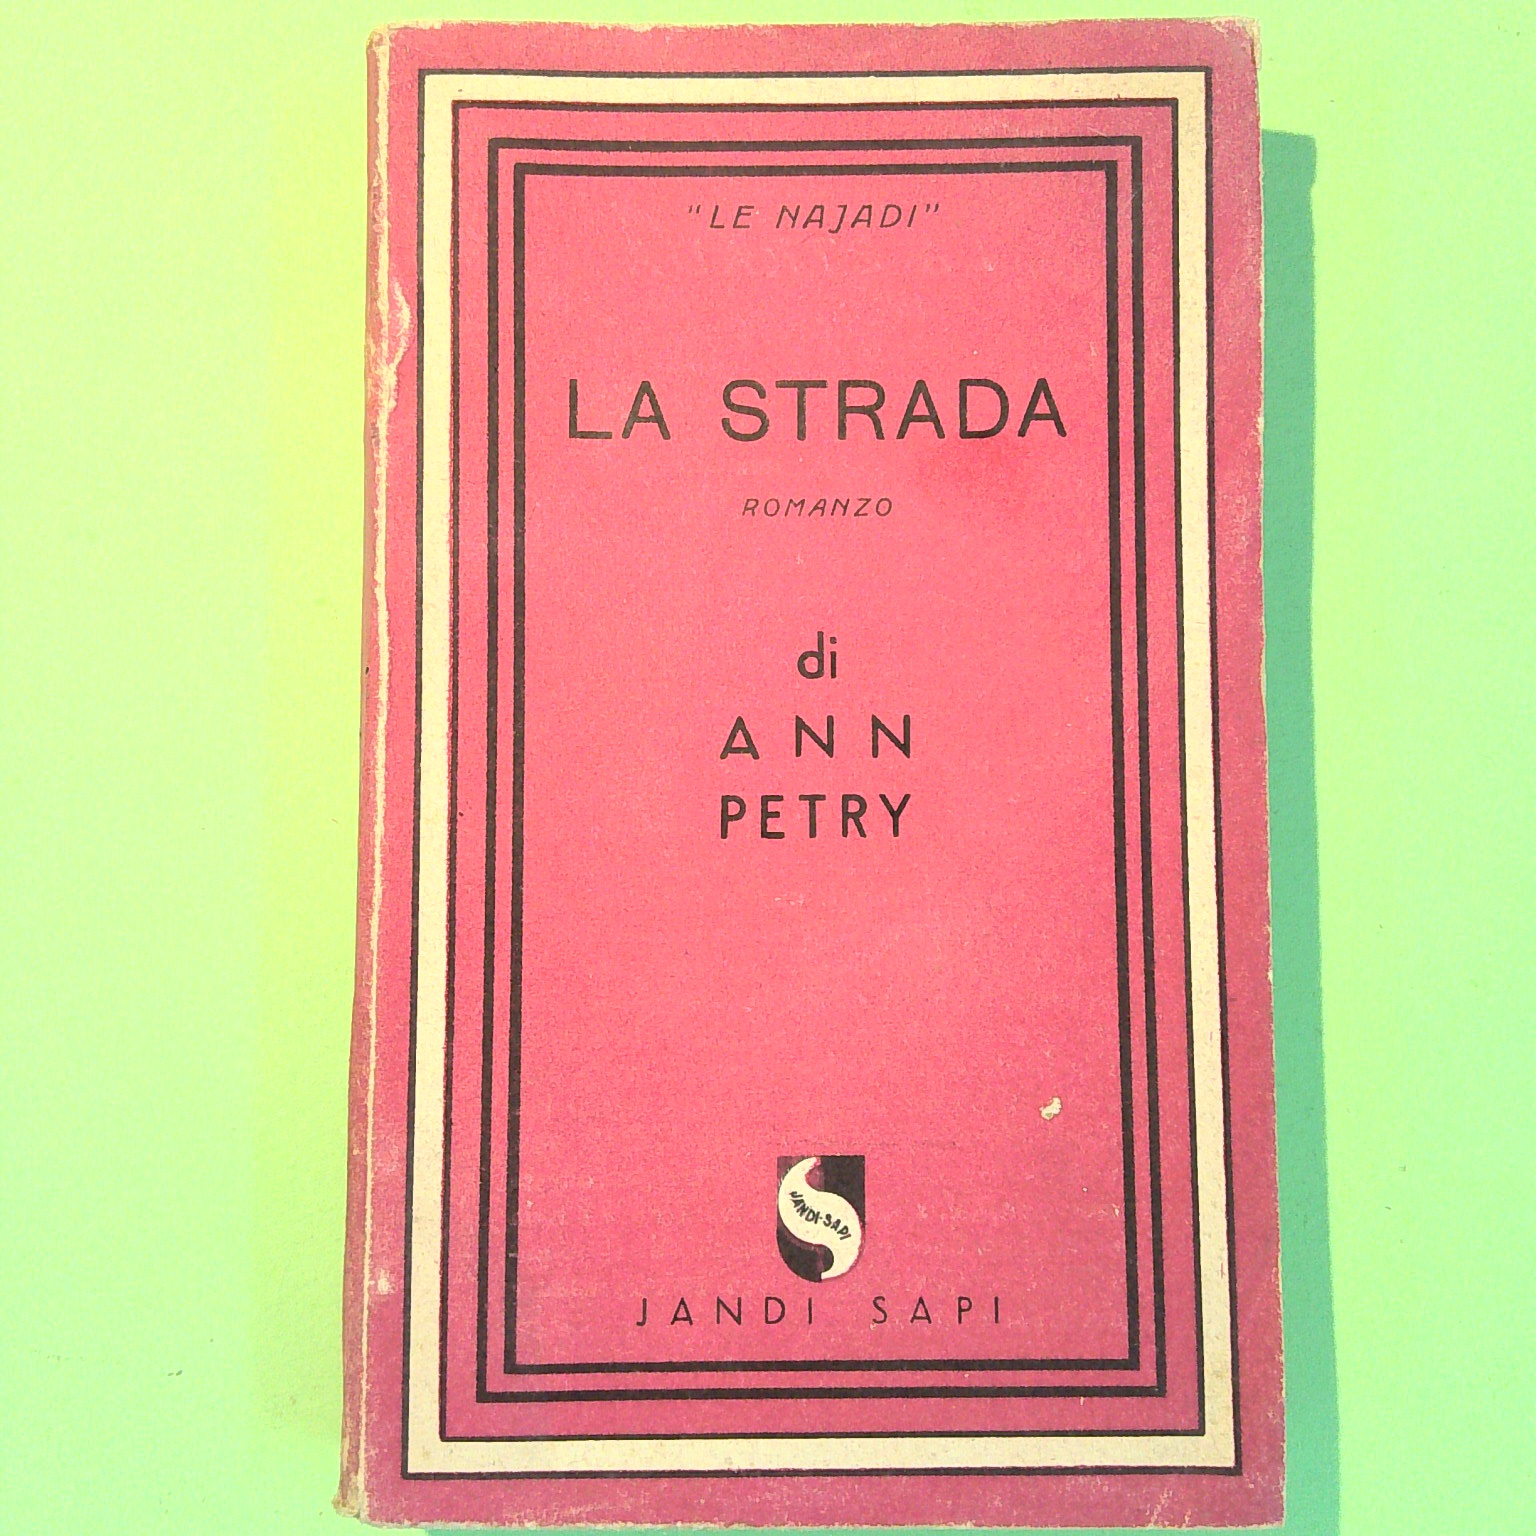 "LE NAJADI"
LA STRADA
ROMANZO
di
ANN
PETRY
JANDI-SAPI
JANDI SAPI